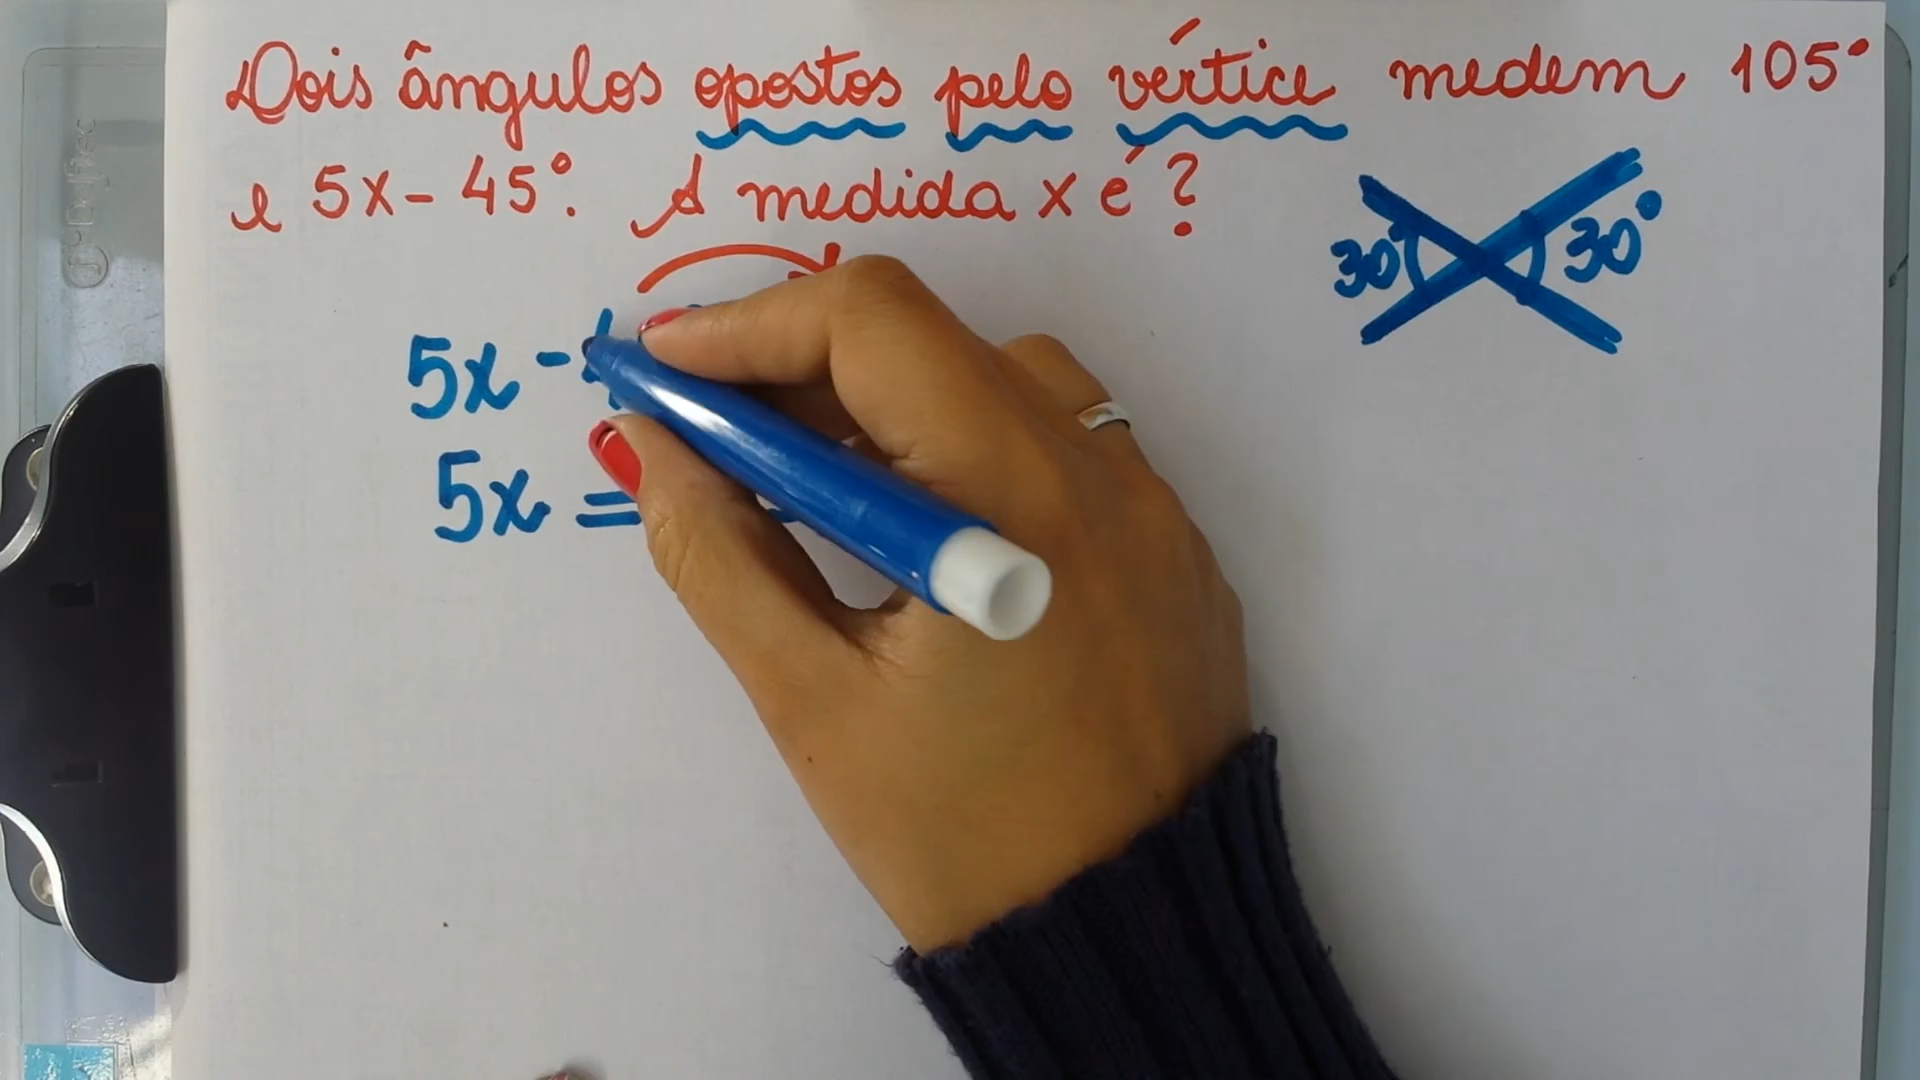 Dois ângulos opostos pelo vértice medem 105°
e 5x - 45°. A medida x é?
30° 30°
5x -
5x =